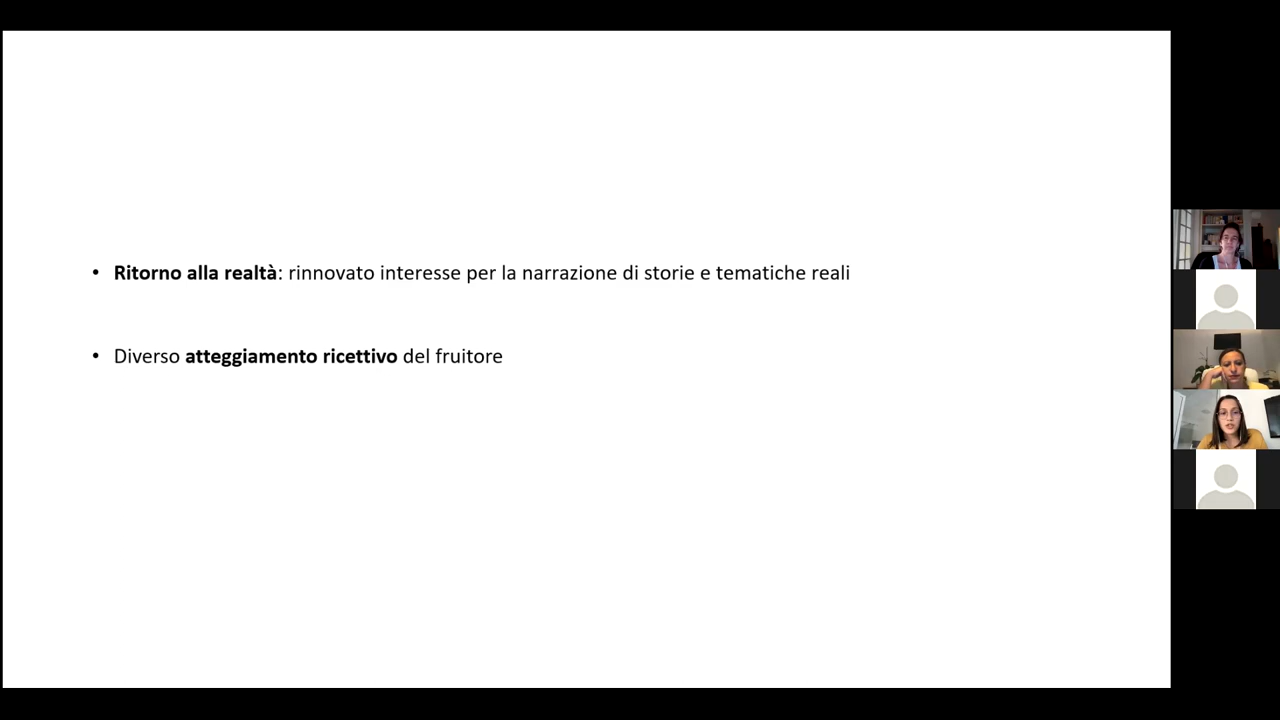 • Ritorno alla realtà: rinnovato interesse per la narrazione di storie e tematiche reali
• Diverso atteggiamento ricettivo del fruitore